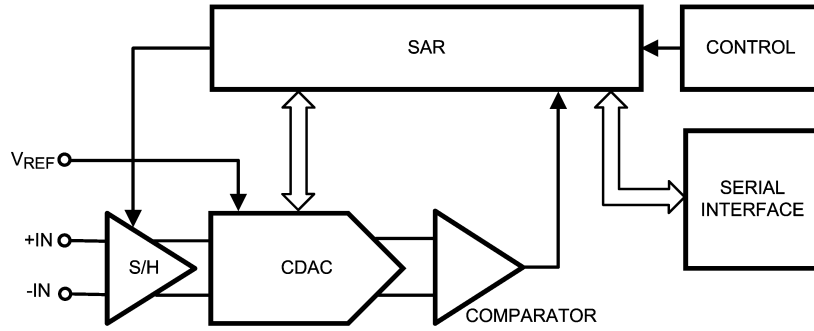 SAR
CONTROL
VREF
SERIAL
INTERFACE
+IN
S/H
CDAC
-IN
COMPARATOR